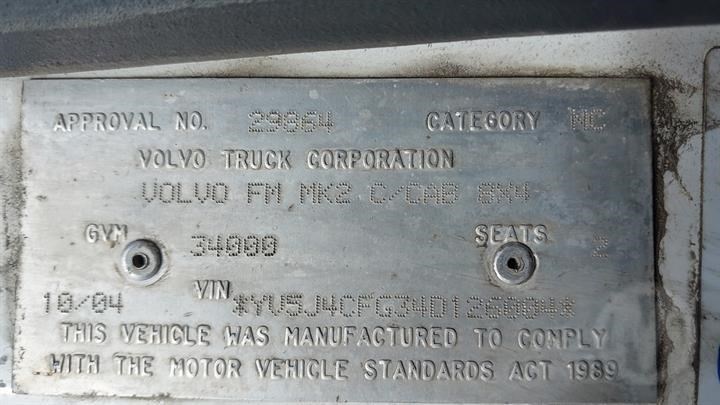 APPROVAL NO. 29864 CATEGORY NC
VOLVO TRUCK CORPORATION
VOLVO FM MK2 C/CAB 8X4
GVM 34000 SEATS 2
10/04 VIN *YV5J4CFG34D126004*
THIS VEHICLE WAS MANUFACTURED TO COMPLY
WITH THE MOTOR VEHICLE STANDARDS ACT 1989